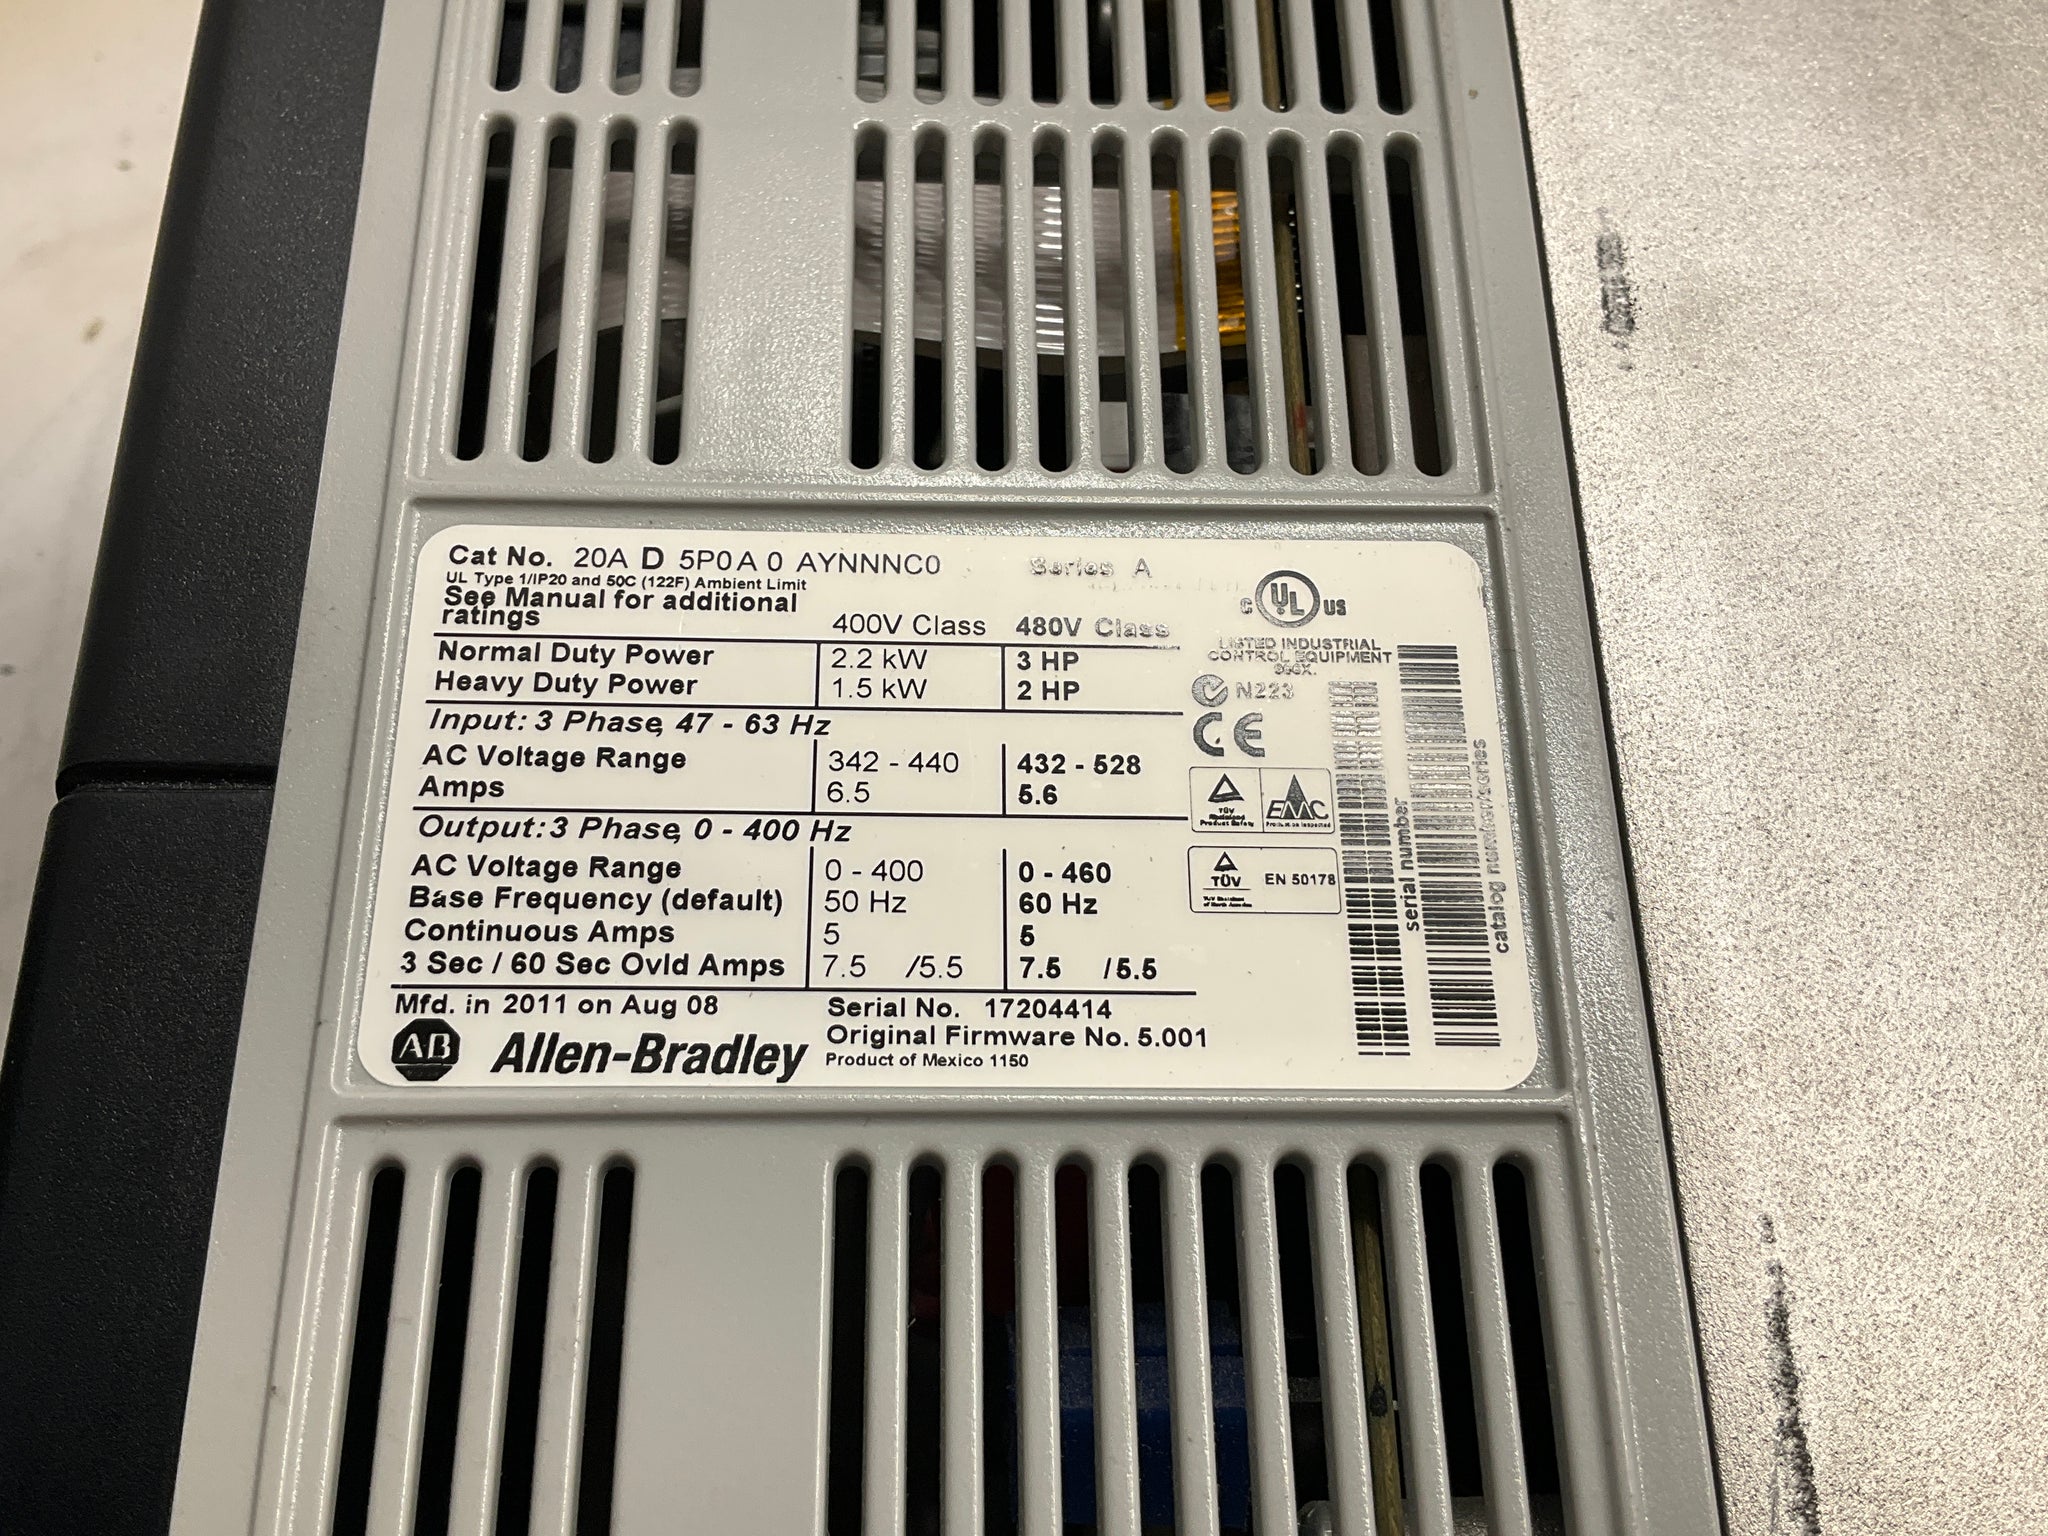 Cat No. 20A D 5P0 A 0 AYNNNC0 Series A
UL Type 1/IP20 and 50C (122F) Ambient Limit
See Manual for additional
ratings 400V Class 480V Class
Normal Duty Power 2.2 kW 3 HP
Heavy Duty Power 1.5 kW 2 HP
Input: 3 Phase, 47 - 63 Hz
AC Voltage Range 342 - 440 432 - 528
Amps 6.5 5.6
Output: 3 Phase, 0 - 400 Hz
AC Voltage Range 0 - 400 0 - 460
Base Frequency (default) 50 Hz 60 Hz
Continuous Amps 5 5
3 Sec / 60 Sec Ovld Amps 7.5 /5.5 7.5 /5.5
Mfd. in 2011 on Aug 08 Serial No. 17204414
Original Firmware No. 5.001
AB Allen-Bradley Product of Mexico 1150
C UL US
LISTED INDUSTRIAL
CONTROL EQUIPMENT
N223
CE
TÜV
Rheinland
Product Safety
EMC
TÜV EN 50178
serial number
catalog number/series